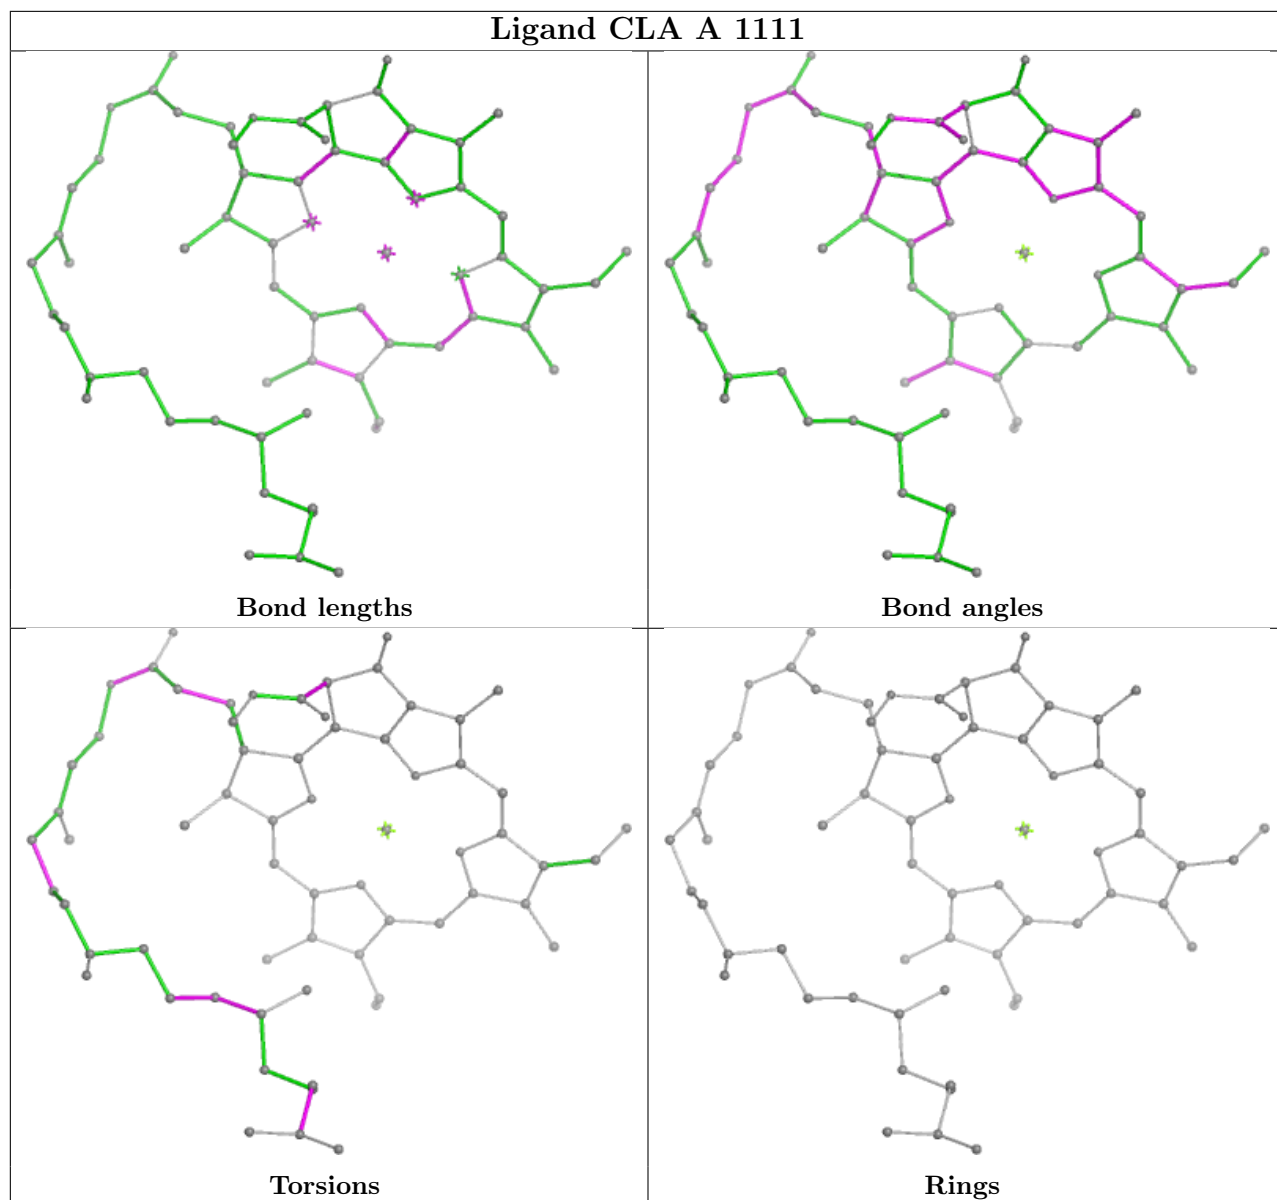 Ligand CLA A 1111
Bond lengths
Bond angles
Torsions
Rings